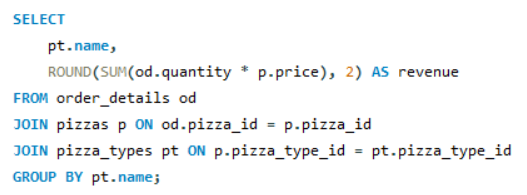 SELECT
    pt.name,
    ROUND(SUM(od.quantity * p.price), 2) AS revenue
FROM order_details od
JOIN pizzas p ON od.pizza_id = p.pizza_id
JOIN pizza_types pt ON p.pizza_type_id = pt.pizza_type_id
GROUP BY pt.name;